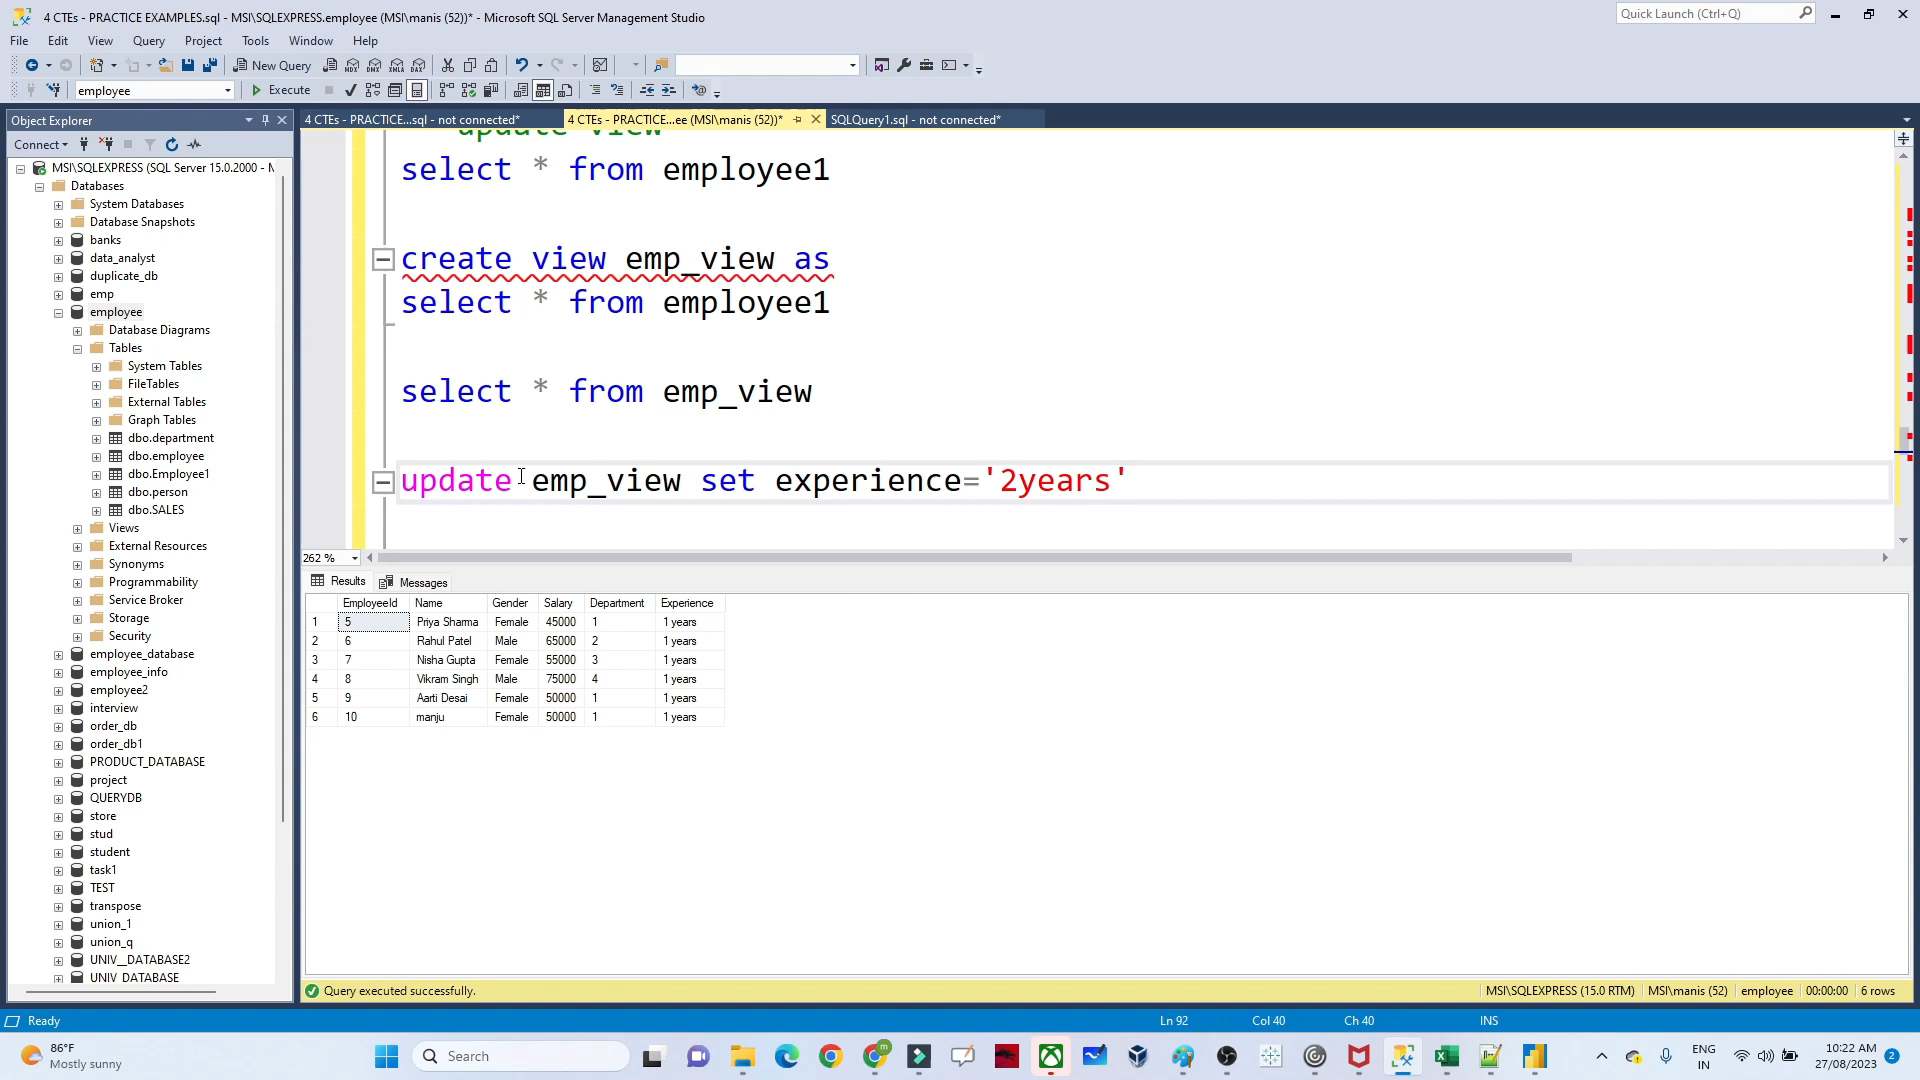 4 CTEs - PRACTICE EXAMPLES.sql - MSI\SQLEXPRESS.employee (MSI\manis (52))* - Microsoft SQL Server Management Studio
Quick Launch (Ctrl+Q)
File Edit View Query Project Tools Window Help
New Query
employee
Execute
Object Explorer
4 CTEs - PRACTICE...sql - not connected*
4 CTEs - PRACTICE...ee (MSI\manis (52))*
SQLQuery1.sql - not connected*
Connect
MSI\SQLEXPRESS (SQL Server 15.0.2000 - M
Databases
System Databases
Database Snapshots
banks
data_analyst
duplicate_db
emp
employee
Database Diagrams
Tables
System Tables
FileTables
External Tables
Graph Tables
dbo.department
dbo.employee
dbo.Employee1
dbo.person
dbo.SALES
Views
External Resources
Synonyms
Programmability
Service Broker
Storage
Security
employee_database
employee_info
employee2
interview
order_db
order_db1
PRODUCT_DATABASE
project
QUERYDB
store
stud
student
task1
TEST
transpose
union_1
union_q
UNIV__DATABASE2
UNIV DATABASE
update view
select * from employee1
create view emp_view as
select * from employee1
select * from emp_view
update emp_view set experience='2years'
262 %
Results Messages
EmployeeId Name Gender Salary Department Experience
1 5 Priya Sharma Female 45000 1 1 years
2 6 Rahul Patel Male 65000 2 1 years
3 7 Nisha Gupta Female 55000 3 1 years
4 8 Vikram Singh Male 75000 4 1 years
5 9 Aarti Desai Female 50000 1 1 years
6 10 manju Female 50000 1 1 years
Query executed successfully.
MSI\SQLEXPRESS (15.0 RTM) MSI\manis (52) employee 00:00:00 6 rows
Ready
Ln 92 Col 40 Ch 40 INS
86°F
Mostly sunny
Search
ENG
IN
10:22 AM
27/08/2023
2